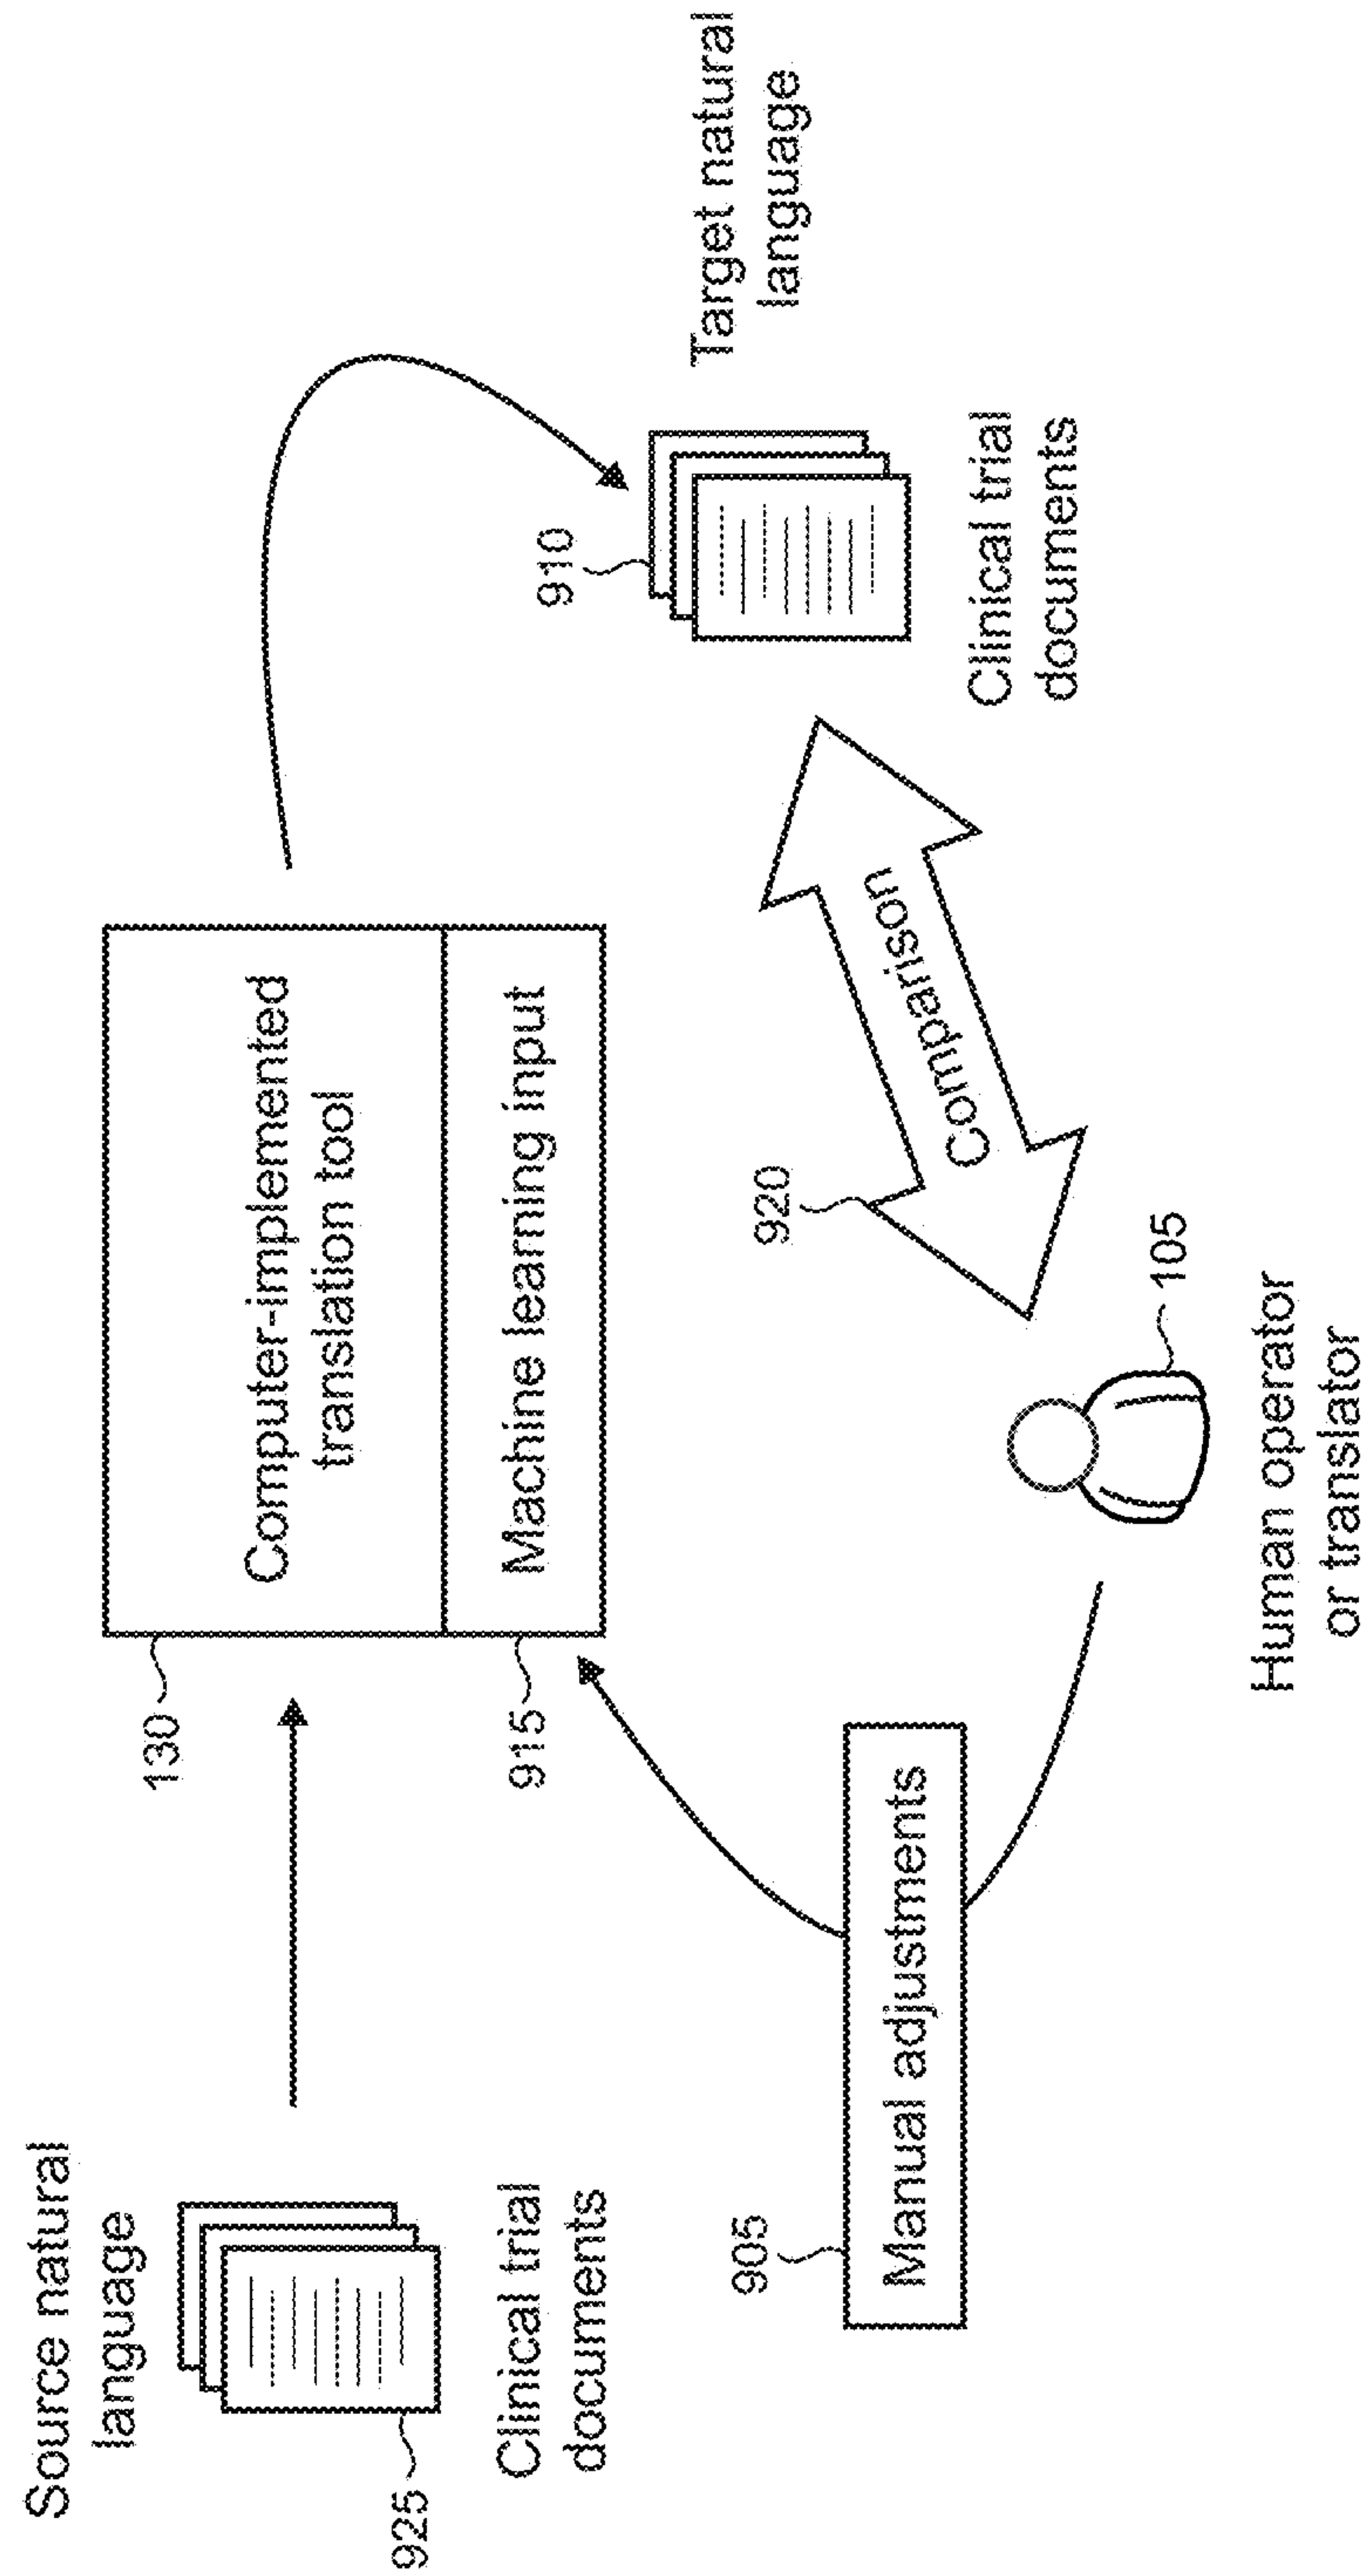 Source natural
language
925
Clinical trial
documents
130
Computer-implemented
translation tool
915
Machine learning input
910
Target natural
language
Clinical trial
documents
920
Comparison
905
Manual adjustments
105
Human operator
or translator